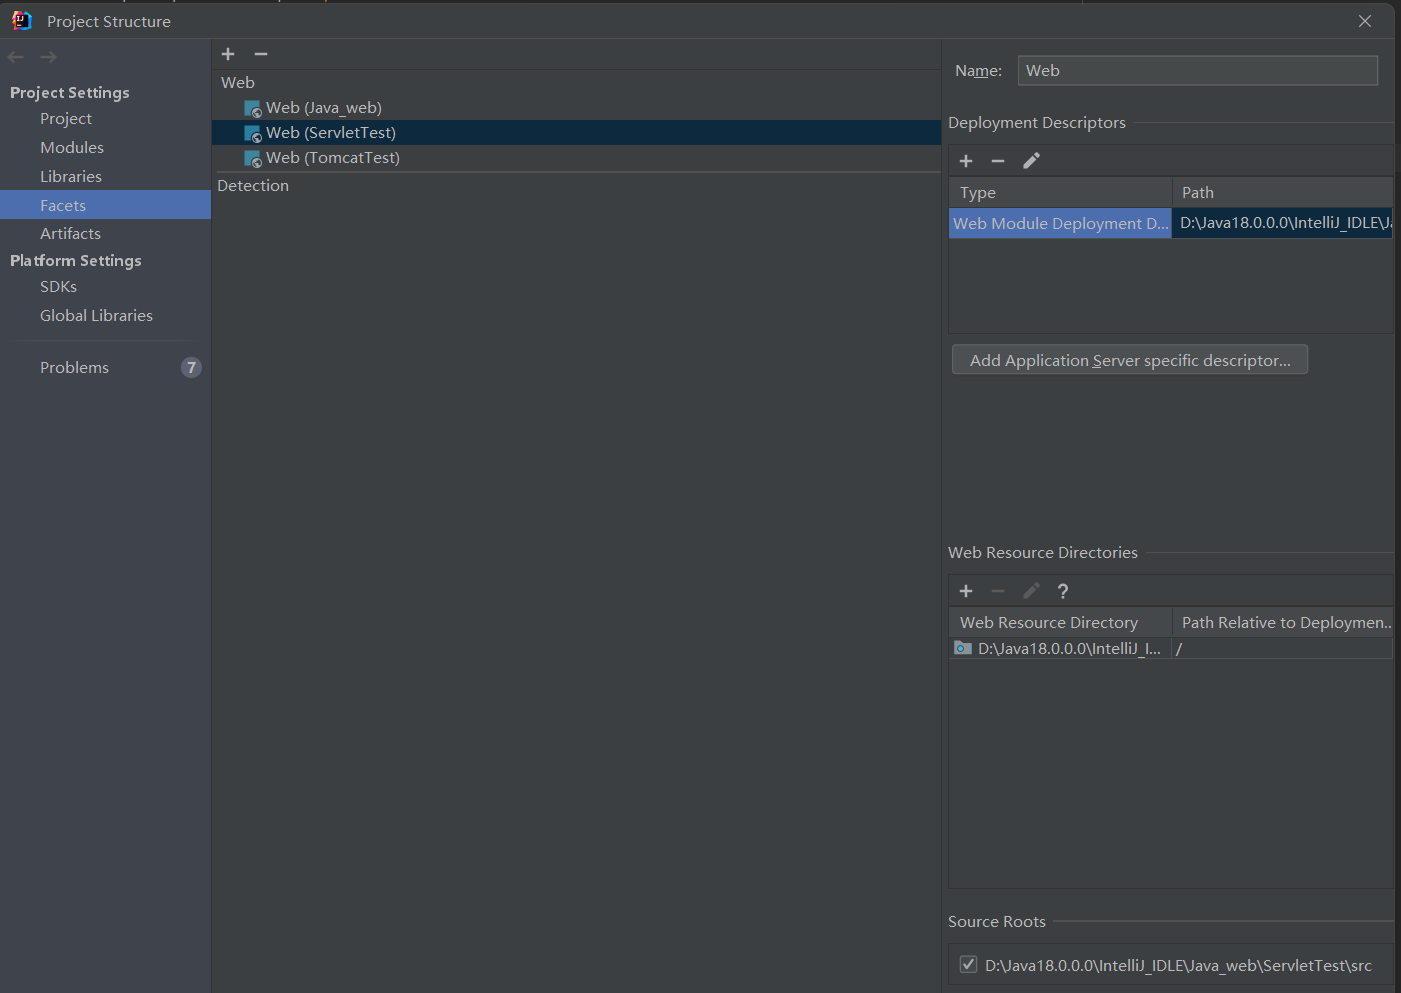 Project Structure
Project Settings
Project
Modules
Libraries
Facets
Artifacts
Platform Settings
SDKs
Global Libraries
Problems 7
Web
Web (Java_web)
Web (ServletTest)
Web (TomcatTest)
Detection
Name: Web
Deployment Descriptors
Type Path
Web Module Deployment D... D:\Java18.0.0.0\IntelliJ_IDLE\Ja
Add Application Server specific descriptor...
Web Resource Directories
Web Resource Directory Path Relative to Deploymen..
D:\Java18.0.0.0\IntelliJ_I... /
Source Roots
D:\Java18.0.0.0\IntelliJ_IDLE\Java_web\ServletTest\src